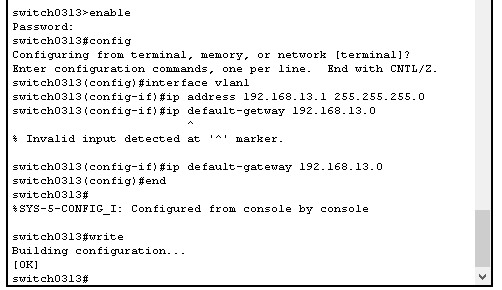 switch0313>enable
Password:
switch0313#config
Configuring from terminal, memory, or network [terminal]?
Enter configuration commands, one per line.  End with CNTL/Z.
switch0313(config)#interface vlan1
switch0313(config-if)#ip address 192.168.13.1 255.255.255.0
switch0313(config-if)#ip default-getway 192.168.13.0
                            ^
% Invalid input detected at '^' marker.

switch0313(config-if)#ip default-gateway 192.168.13.0
switch0313(config)#end
switch0313#
%SYS-5-CONFIG_I: Configured from console by console

switch0313#write
Building configuration...
[OK]
switch0313#